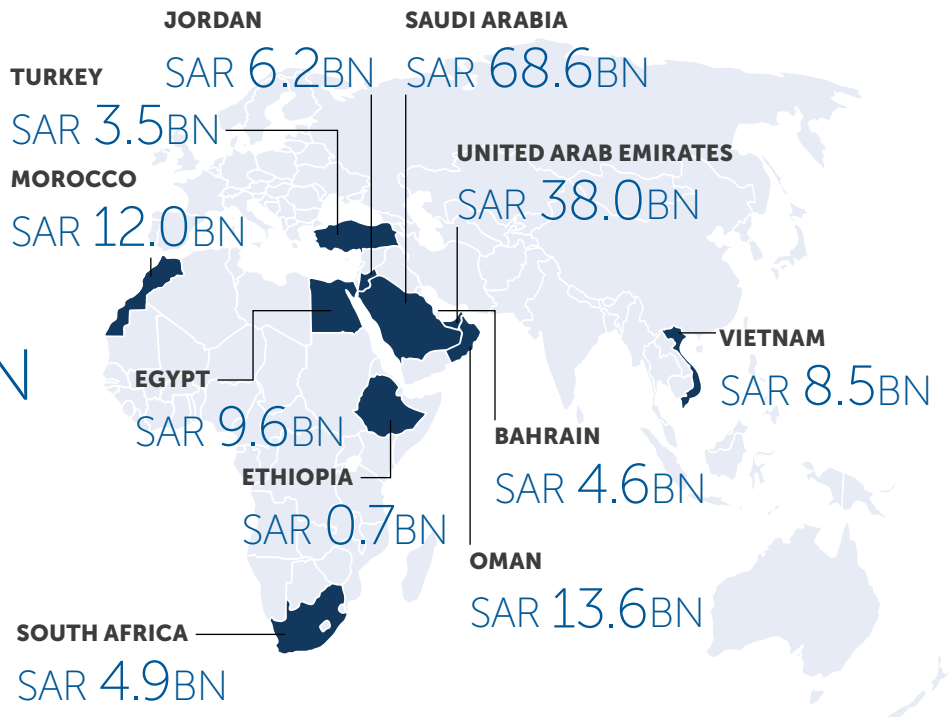 JORDAN
SAR 6.2BN
SAUDI ARABIA
SAR 68.6BN
TURKEY
SAR 3.5BN
UNITED ARAB EMIRATES
SAR 38.0BN
MOROCCO
SAR 12.0BN
VIETNAM
SAR 8.5BN
N
EGYPT
SAR 9.6BN
BAHRAIN
SAR 4.6BN
ETHIOPIA
SAR 0.7BN
OMAN
SAR 13.6BN
SOUTH AFRICA
SAR 4.9BN